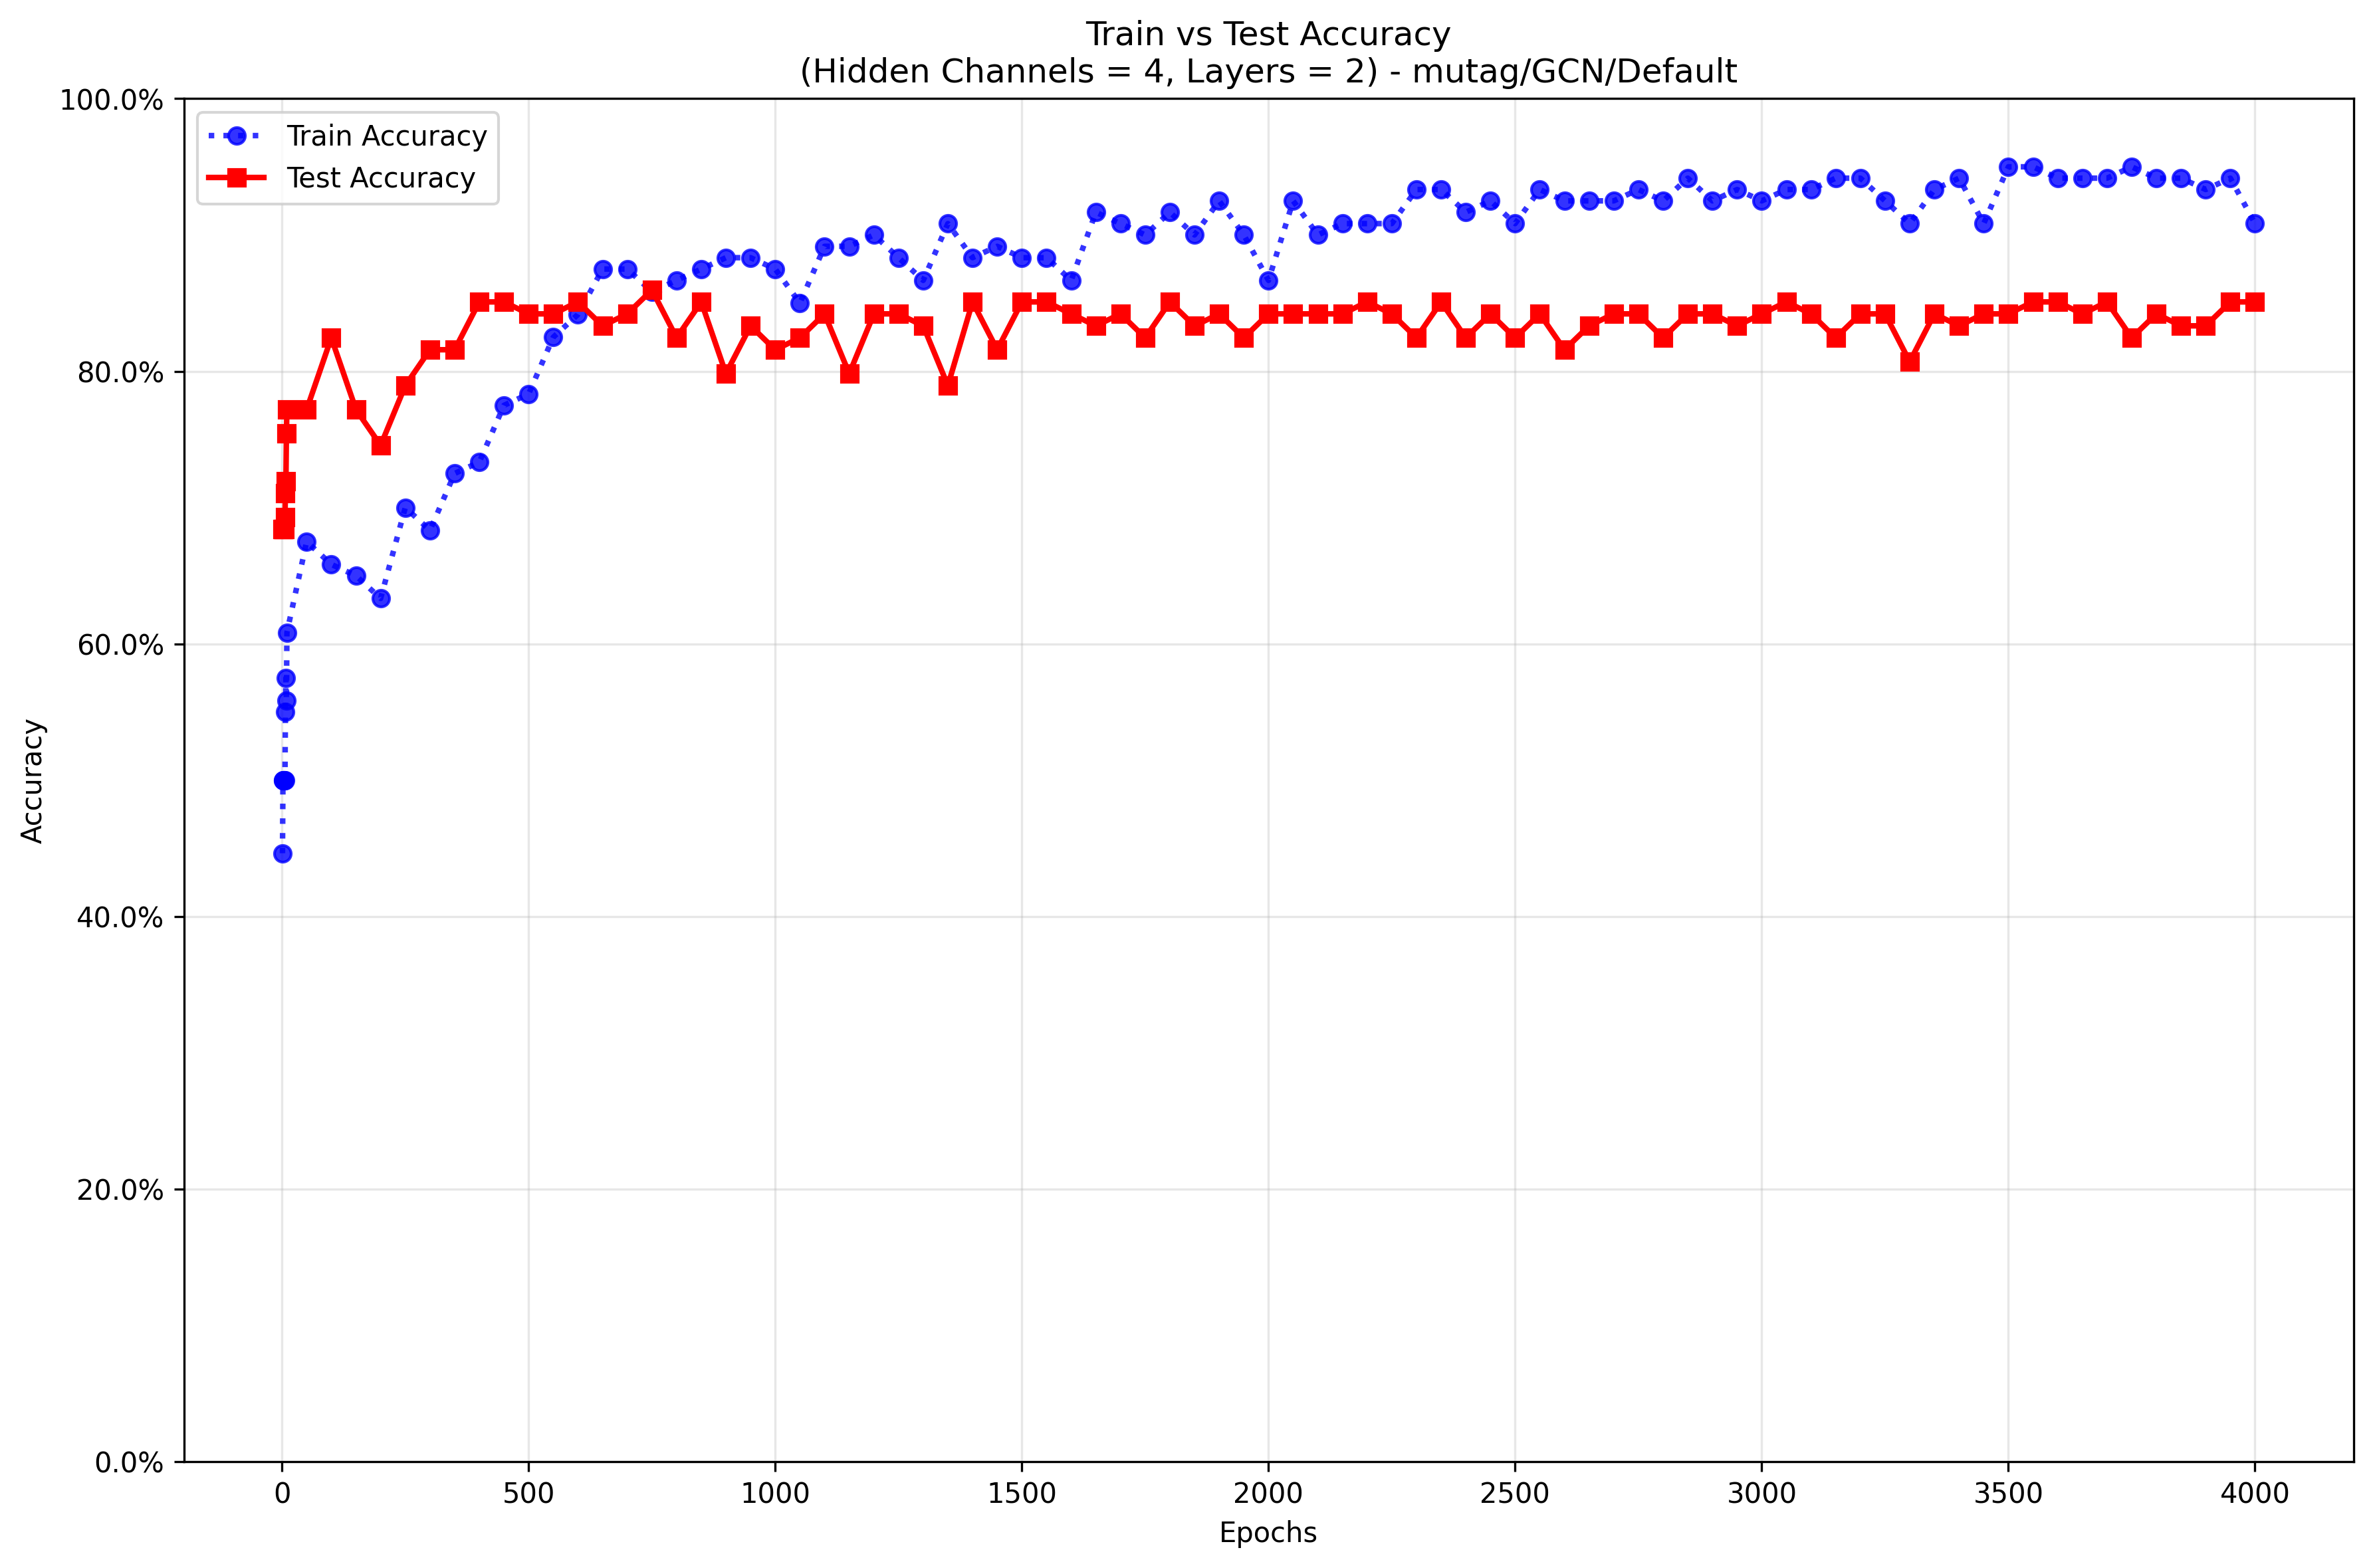 Train vs Test Accuracy
(Hidden Channels = 4, Layers = 2) - mutag/GCN/Default
Train Accuracy
Test Accuracy
Accuracy
100.0%
80.0%
60.0%
40.0%
20.0%
0.0%
0 500 1000 1500 2000 2500 3000 3500 4000
Epochs